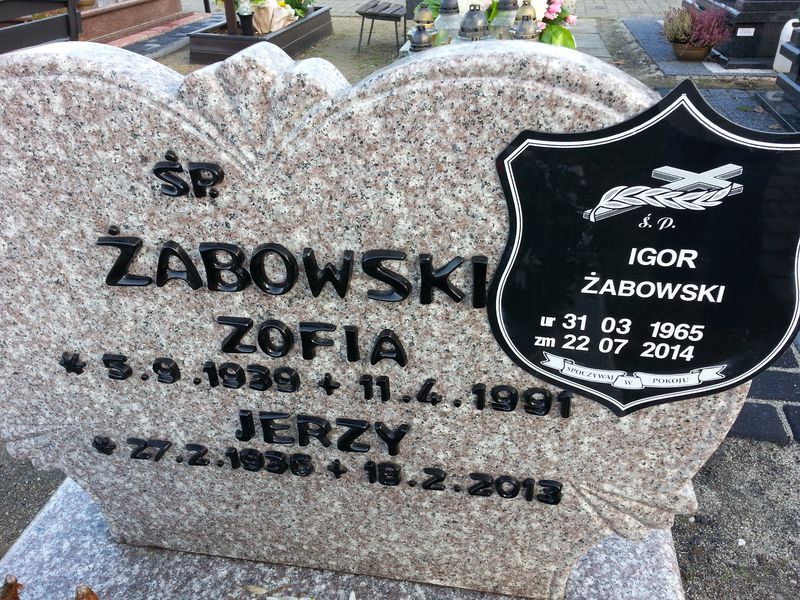 ŚP.
ŻABOWSKI
ZOFIA
* 5.9.1939 + 11.4.1991
JERZY
* 27.2.1936 + 18.2.2013
Ś.P.
IGOR
ŻABOWSKI
ur 31 03 1965
zm 22 07 2014
SPOCZYWAJ W POKOJU